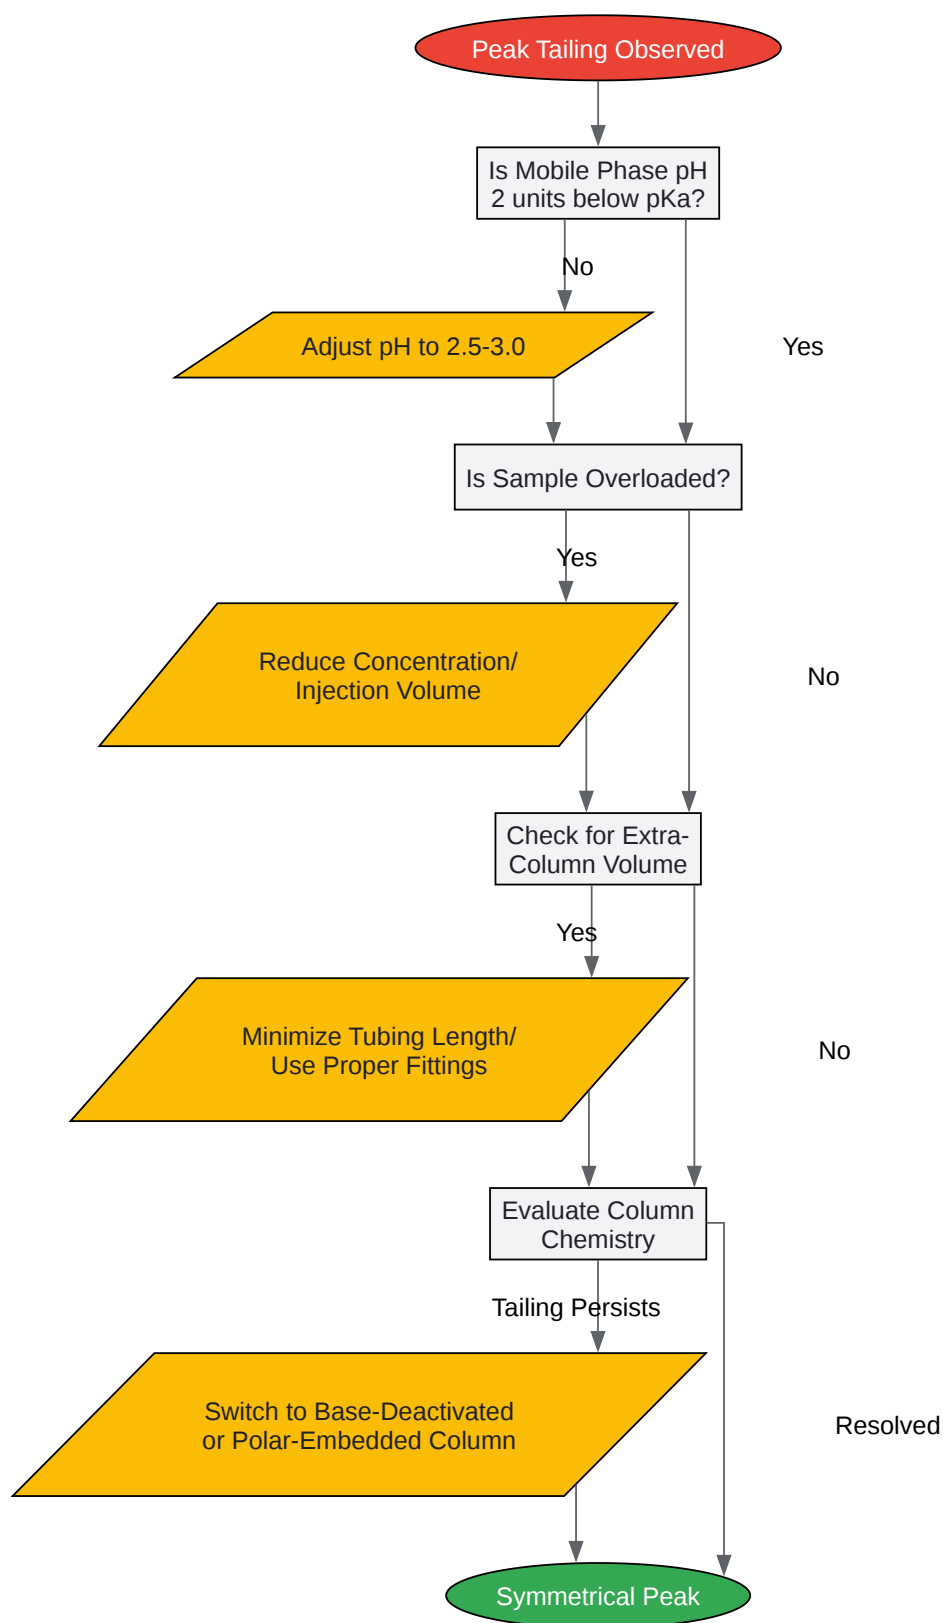 Peak Tailing Observed
Is Mobile Phase pH
2 units below pKa?
No
Adjust pH to 2.5-3.0
Yes
Is Sample Overloaded?
Yes
Reduce Concentration/
Injection Volume
No
Check for Extra-
Column Volume
Yes
Minimize Tubing Length/
Use Proper Fittings
No
Evaluate Column
Chemistry
Tailing Persists
Switch to Base-Deactivated
or Polar-Embedded Column
Resolved
Symmetrical Peak